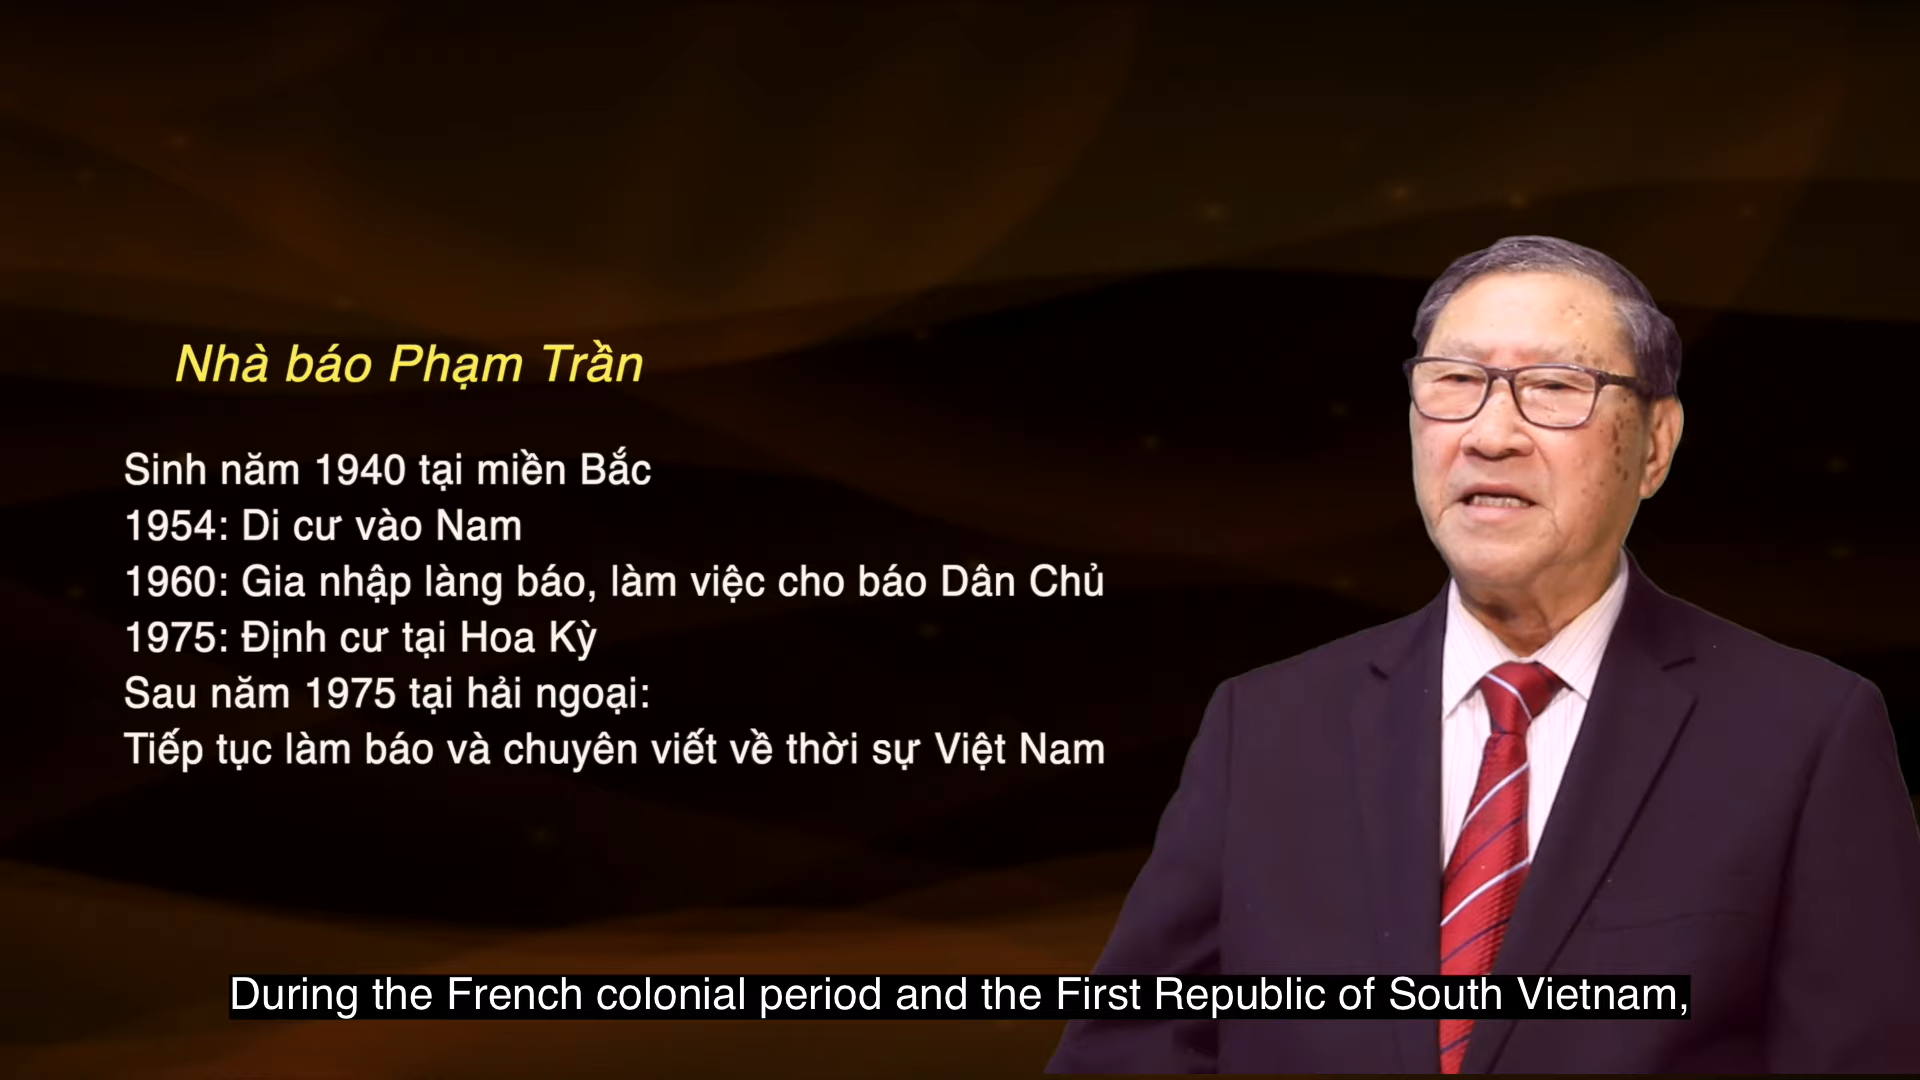 Nhà báo Phạm Trần
Sinh năm 1940 tại miền Bắc
1954: Di cư vào Nam
1960: Gia nhập làng báo, làm việc cho báo Dân Chủ
1975: Định cư tại Hoa Kỳ
Sau năm 1975 tại hải ngoại:
Tiếp tục làm báo và chuyên viết về thời sự Việt Nam
During the French colonial period and the First Republic of South Vietnam,